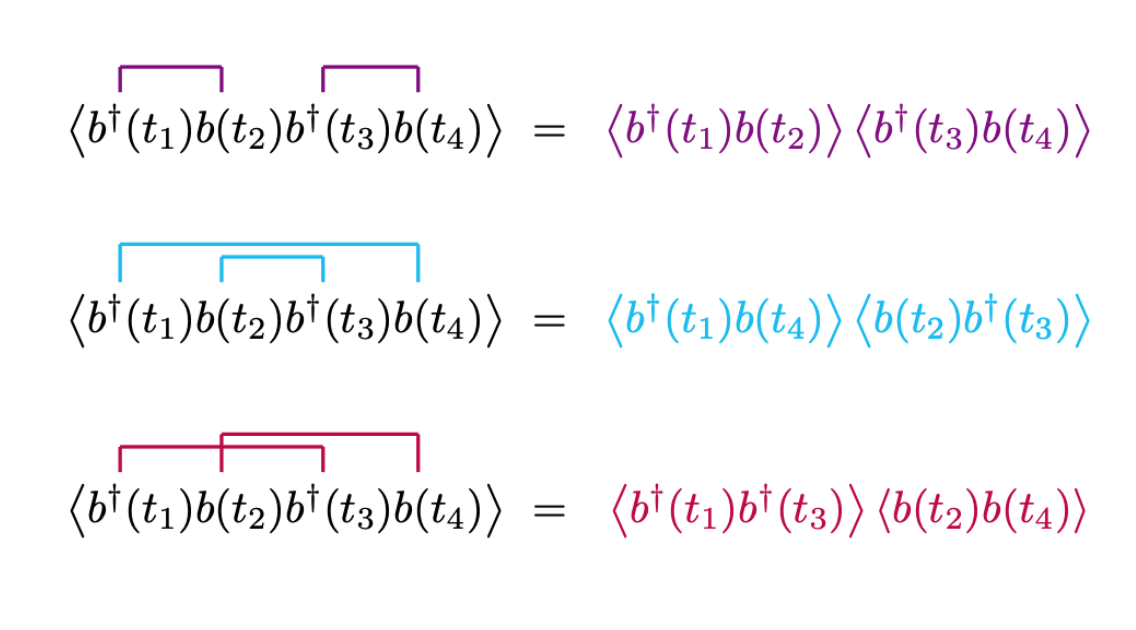 ⟨b†(t₁)b(t₂)b†(t₃)b(t₄)⟩ = ⟨b†(t₁)b(t₂)⟩ ⟨b†(t₃)b(t₄)⟩
⟨b†(t₁)b(t₂)b†(t₃)b(t₄)⟩ = ⟨b†(t₁)b(t₄)⟩ ⟨b(t₂)b†(t₃)⟩
⟨b†(t₁)b(t₂)b†(t₃)b(t₄)⟩ = ⟨b†(t₁)b†(t₃)⟩ ⟨b(t₂)b(t₄)⟩